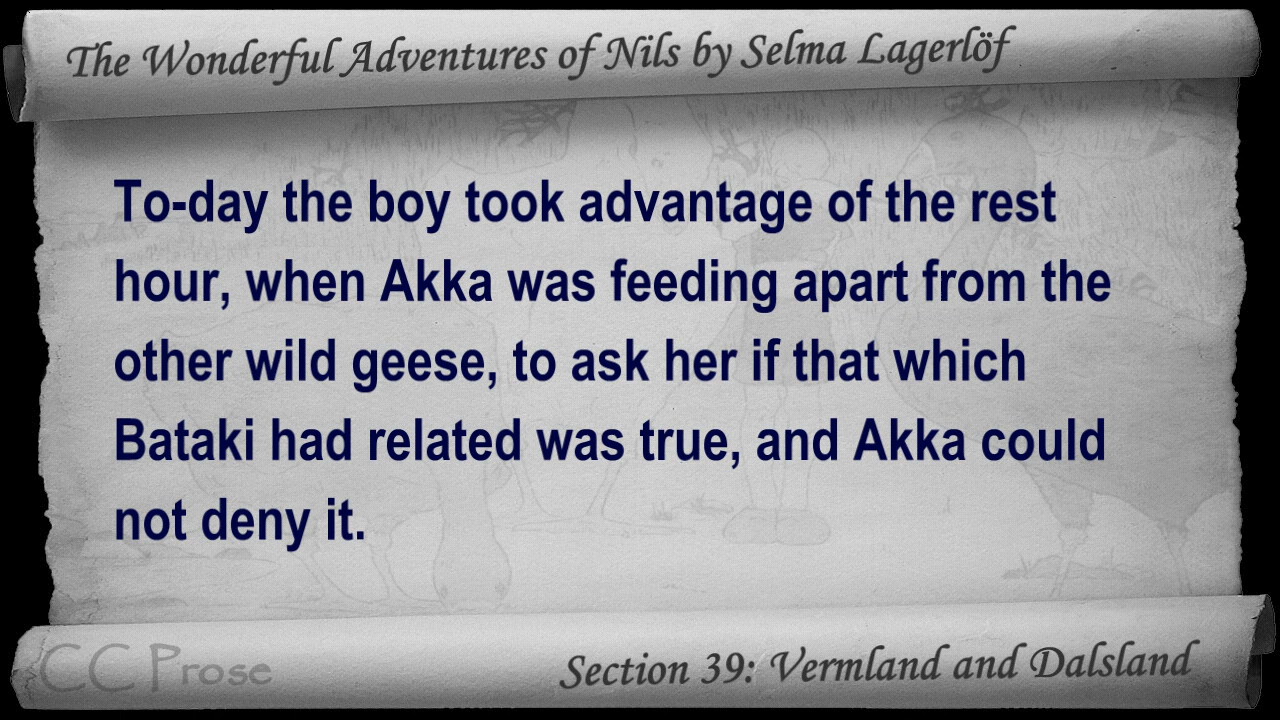 The Wonderful Adventures of Nils by Selma Lagerlöf
To-day the boy took advantage of the rest
hour, when Akka was feeding apart from the
other wild geese, to ask her if that which
Bataki had related was true, and Akka could
not deny it.
CC Prose
Section 39: Vermland and Dalsland